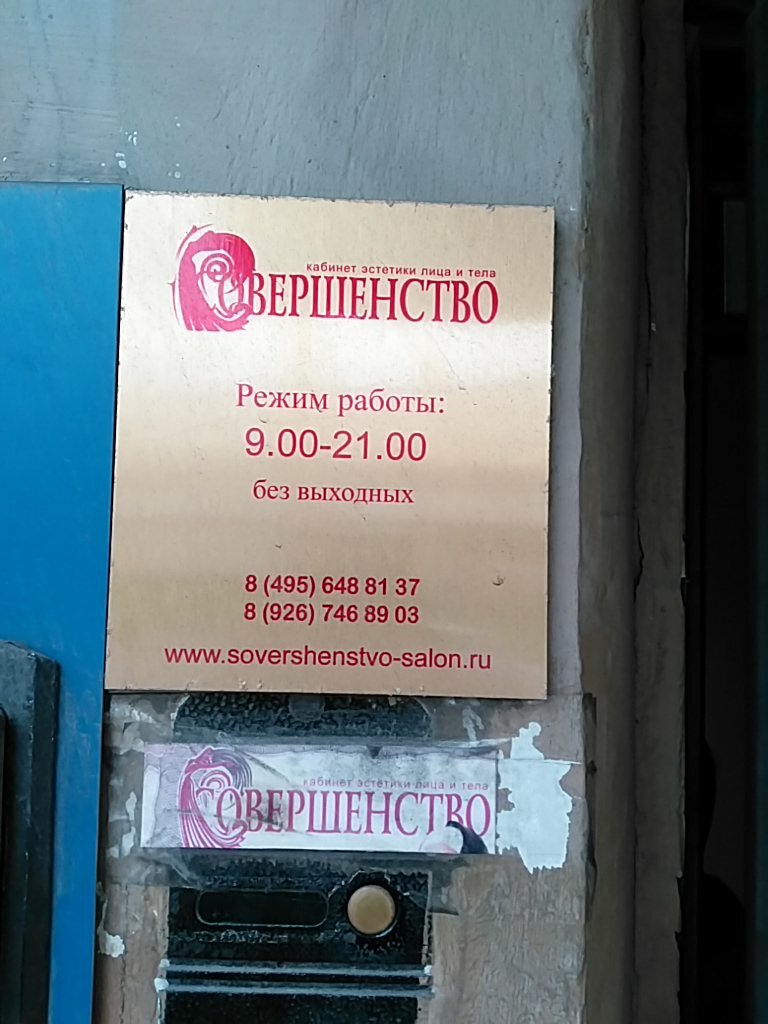 кабинет эстетики лица и тела
СОВЕРШЕНСТВО
Режим работы:
9.00-21.00
без выходных
8 (495) 648 81 37
8 (926) 746 89 03
www.sovershenstvo-salon.ru
кабинет эстетики лица и тела
СОВЕРШЕНСТВО